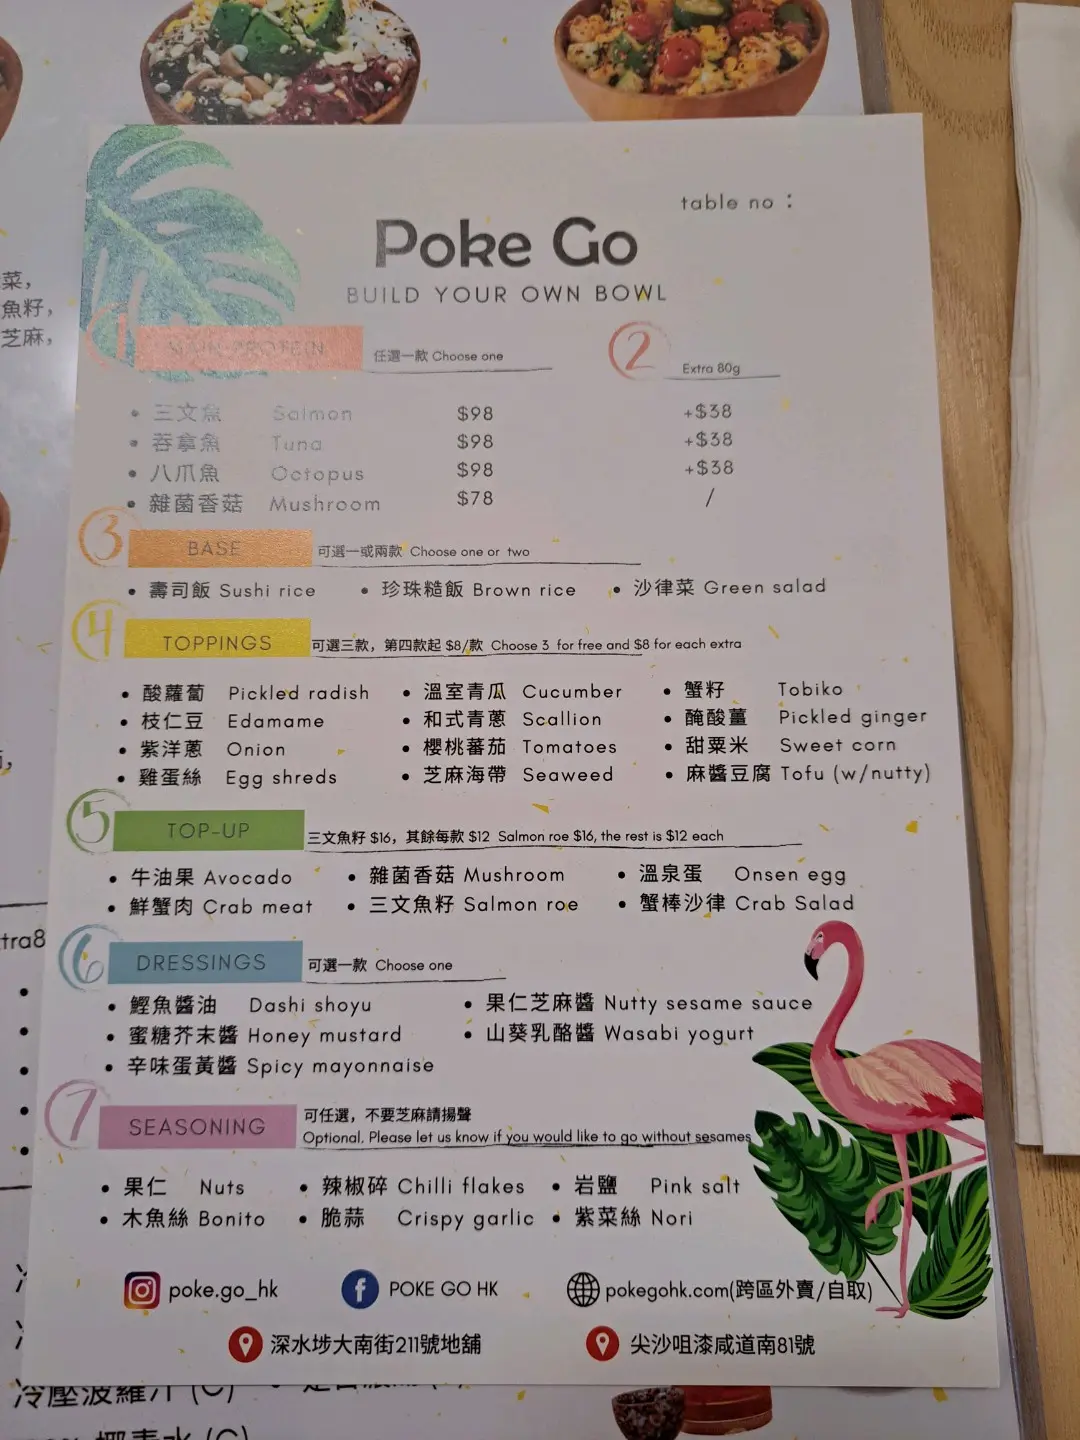 菜,
魚籽,
芝麻,
table no：
Poke Go
BUILD YOUR OWN BOWL
1 MAIN PROTEIN 任選一款 Choose one
2 Extra 80g
• 三文魚 Salmon $98 +$38
• 吞拿魚 Tuna $98 +$38
• 八爪魚 Octopus $98 +$38
• 雜菌香菇 Mushroom $78 /
3 BASE 可選一或兩款 Choose one or two
• 壽司飯 Sushi rice • 珍珠糙飯 Brown rice • 沙律菜 Green salad
4 TOPPINGS 可選三款，第四款起 $8/款 Choose 3 for free and $8 for each extra
• 酸蘿蔔 Pickled radish • 溫室青瓜 Cucumber • 蟹籽 Tobiko
• 枝仁豆 Edamame • 和式青蔥 Scallion • 醃酸薑 Pickled ginger
• 紫洋蔥 Onion • 櫻桃蕃茄 Tomatoes • 甜粟米 Sweet corn
• 雞蛋絲 Egg shreds • 芝麻海帶 Seaweed • 麻醬豆腐 Tofu (w/nutty)
5 TOP-UP 三文魚籽 $16，其餘每款 $12 Salmon roe $16, the rest is $12 each
• 牛油果 Avocado • 雜菌香菇 Mushroom • 溫泉蛋 Onsen egg
• 鮮蟹肉 Crab meat • 三文魚籽 Salmon roe • 蟹棒沙律 Crab Salad
tra8
6 DRESSINGS 可選一款 Choose one
• 鰹魚醬油 Dashi shoyu • 果仁芝麻醬 Nutty sesame sauce
• 蜜糖芥末醬 Honey mustard • 山葵乳酪醬 Wasabi yogurt
• 辛味蛋黃醬 Spicy mayonnaise
7 SEASONING 可任選，不要芝麻請揚聲
Optional, Please let us know if you would like to go without sesames
• 果仁 Nuts • 辣椒碎 Chilli flakes • 岩鹽 Pink salt
• 木魚絲 Bonito • 脆蒜 Crispy garlic • 紫菜絲 Nori
poke.go_hk POKE GO HK pokegohk.com(跨區外賣/自取)
深水埗大南街211號地舖 尖沙咀漆咸道南81號
冷壓菠蘿汁 (C)
椰青水 (C)